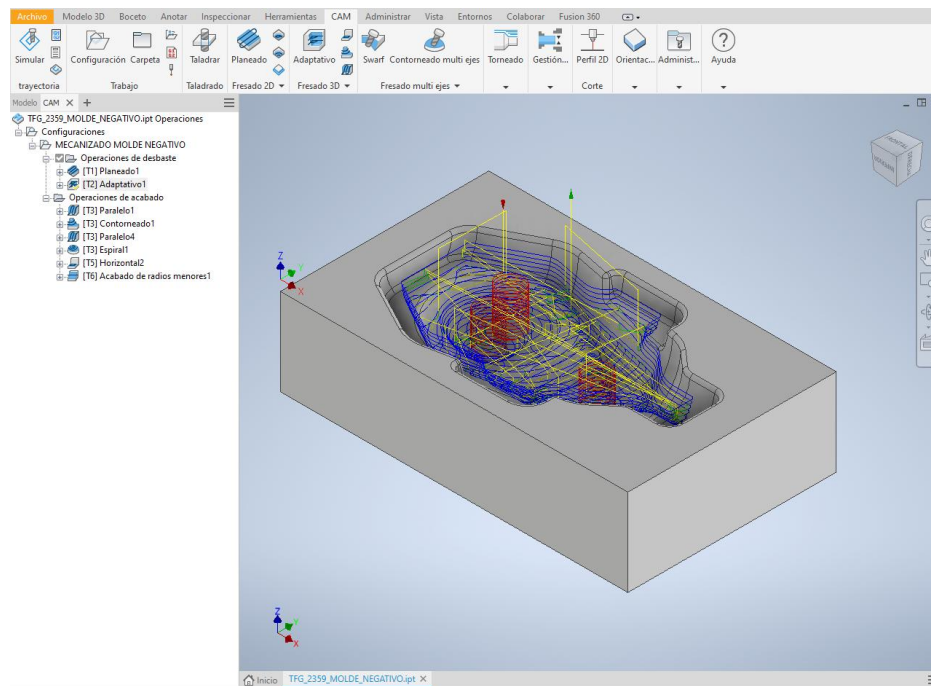 Archivo Modelo 3D Boceto Anotar Inspeccionar Herramientas CAM Administrar Vista Entornos Colaborar Fusion 360
Simular Configuración Carpeta Taladrar Planeado Adaptativo Swarf Contorneado multi ejes Torneado Gestión... Perfil 2D Orientac... Administ... Ayuda
trayectoria Trabajo Taladrado Fresado 2D Fresado 3D Fresado multi ejes Corte
Modelo CAM × +
TFG_2359_MOLDE_NEGATIVO.ipt Operaciones
Configuraciones
MECANIZADO MOLDE NEGATIVO
Operaciones de desbaste
[T1] Planeado1
[T2] Adaptativo1
Operaciones de acabado
[T3] Paralelo1
[T3] Contorneado1
[T3] Paralelo4
[T3] Espiral1
[T5] Horizontal2
[T6] Acabado de radios menores1
FRONTAL
Z
Y
X
Z
Y
X
Inicio TFG_2359_MOLDE_NEGATIVO.ipt ×